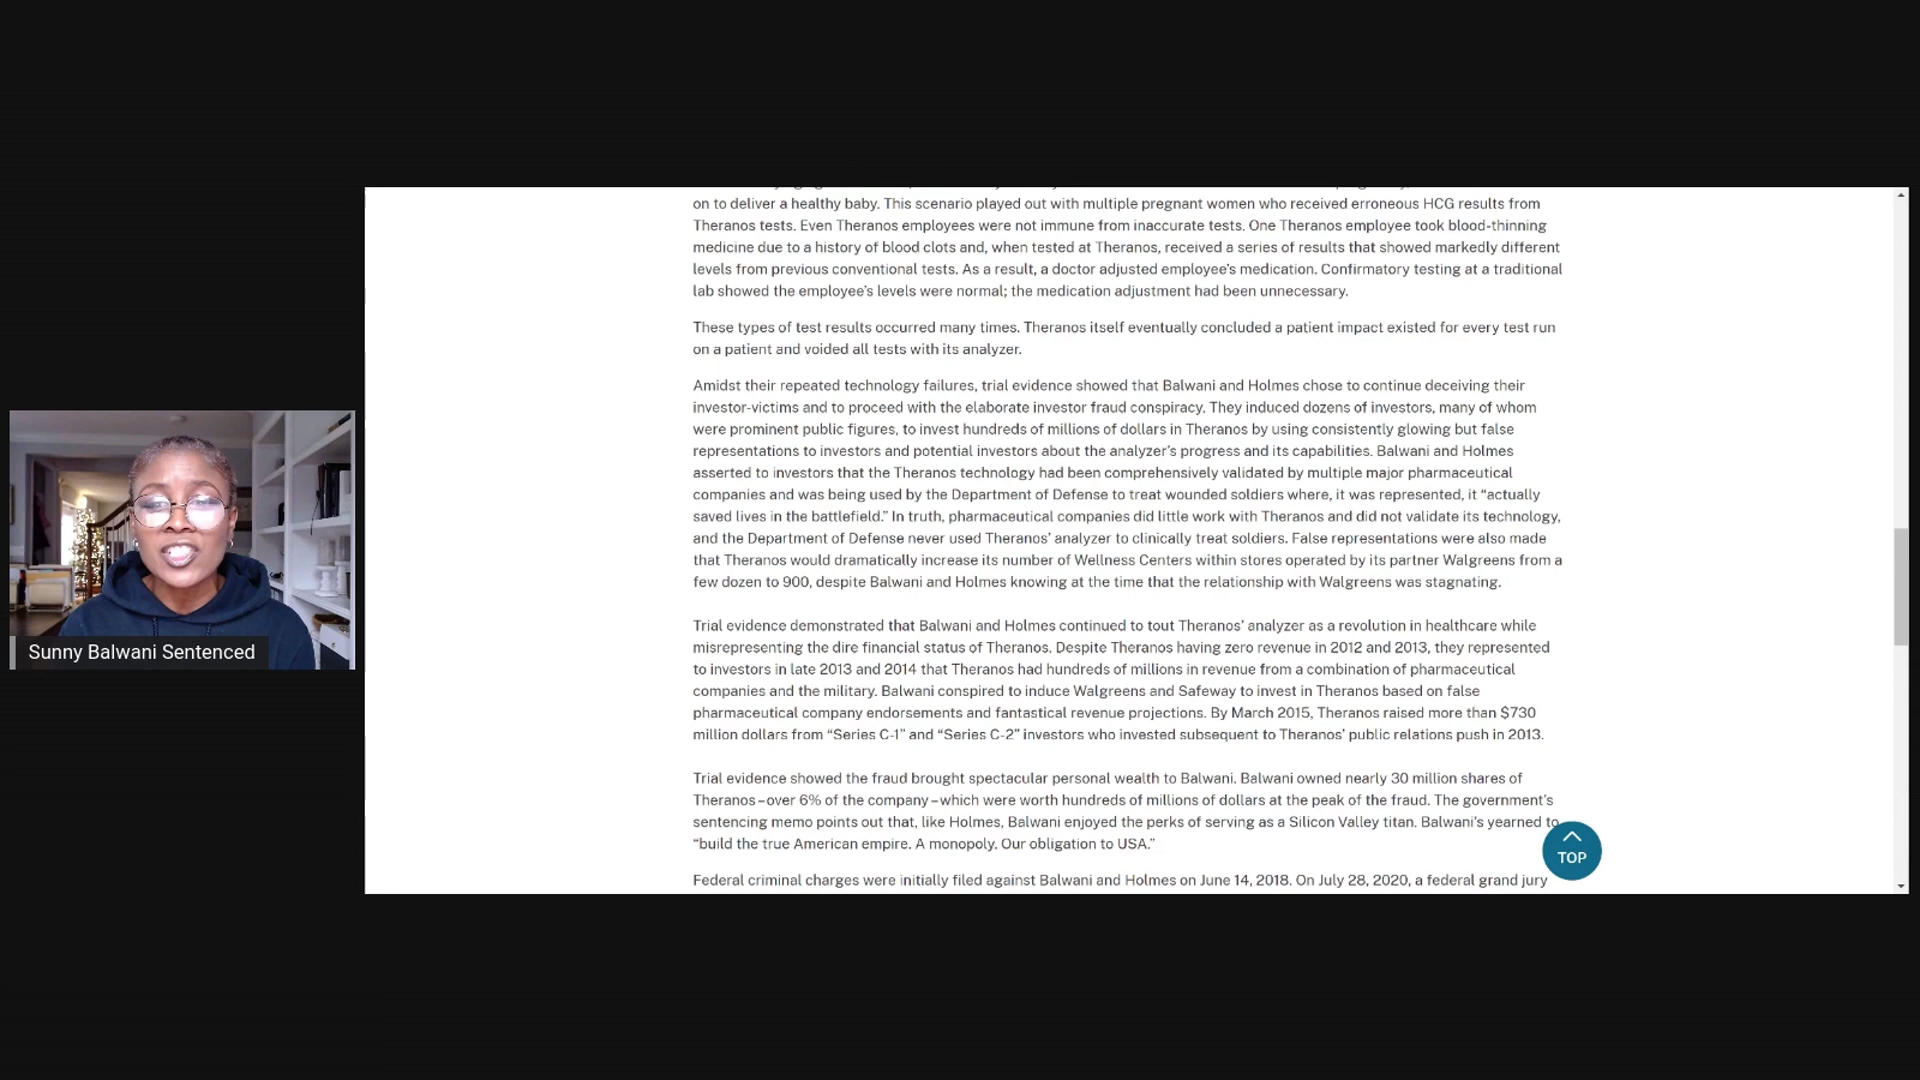 on to deliver a healthy baby. This scenario played out with multiple pregnant women who received erroneous HCG results from
Theranos tests. Even Theranos employees were not immune from inaccurate tests. One Theranos employee took blood-thinning
medicine due to a history of blood clots and, when tested at Theranos, received a series of results that showed markedly different
levels from previous conventional tests. As a result, a doctor adjusted employee's medication. Confirmatory testing at a traditional
lab showed the employee's levels were normal; the medication adjustment had been unnecessary.
These types of test results occurred many times. Theranos itself eventually concluded a patient impact existed for every test run
on a patient and voided all tests with its analyzer.
Amidst their repeated technology failures, trial evidence showed that Balwani and Holmes chose to continue deceiving their
investor-victims and to proceed with the elaborate investor fraud conspiracy. They induced dozens of investors, many of whom
were prominent public figures, to invest hundreds of millions of dollars in Theranos by using consistently glowing but false
representations to investors and potential investors about the analyzer's progress and its capabilities. Balwani and Holmes
asserted to investors that the Theranos technology had been comprehensively validated by multiple major pharmaceutical
companies and was being used by the Department of Defense to treat wounded soldiers where, it was represented, it “actually
saved lives in the battlefield.” In truth, pharmaceutical companies did little work with Theranos and did not validate its technology,
and the Department of Defense never used Theranos’ analyzer to clinically treat soldiers. False representations were also made
that Theranos would dramatically increase its number of Wellness Centers within stores operated by its partner Walgreens from a
few dozen to 900, despite Balwani and Holmes knowing at the time that the relationship with Walgreens was stagnating.
Trial evidence demonstrated that Balwani and Holmes continued to tout Theranos’ analyzer as a revolution in healthcare while
misrepresenting the dire financial status of Theranos. Despite Theranos having zero revenue in 2012 and 2013, they represented
to investors in late 2013 and 2014 that Theranos had hundreds of millions in revenue from a combination of pharmaceutical
companies and the military. Balwani conspired to induce Walgreens and Safeway to invest in Theranos based on false
pharmaceutical company endorsements and fantastical revenue projections. By March 2015, Theranos raised more than $730
million dollars from “Series C-1” and “Series C-2” investors who invested subsequent to Theranos’ public relations push in 2013.
Trial evidence showed the fraud brought spectacular personal wealth to Balwani. Balwani owned nearly 30 million shares of
Theranos–over 6% of the company–which were worth hundreds of millions of dollars at the peak of the fraud. The government’s
sentencing memo points out that, like Holmes, Balwani enjoyed the perks of serving as a Silicon Valley titan. Balwani’s yearned to
“build the true American empire. A monopoly. Our obligation to USA.”
Federal criminal charges were initially filed against Balwani and Holmes on June 14, 2018. On July 28, 2020, a federal grand jury
TOP
Sunny Balwani Sentenced